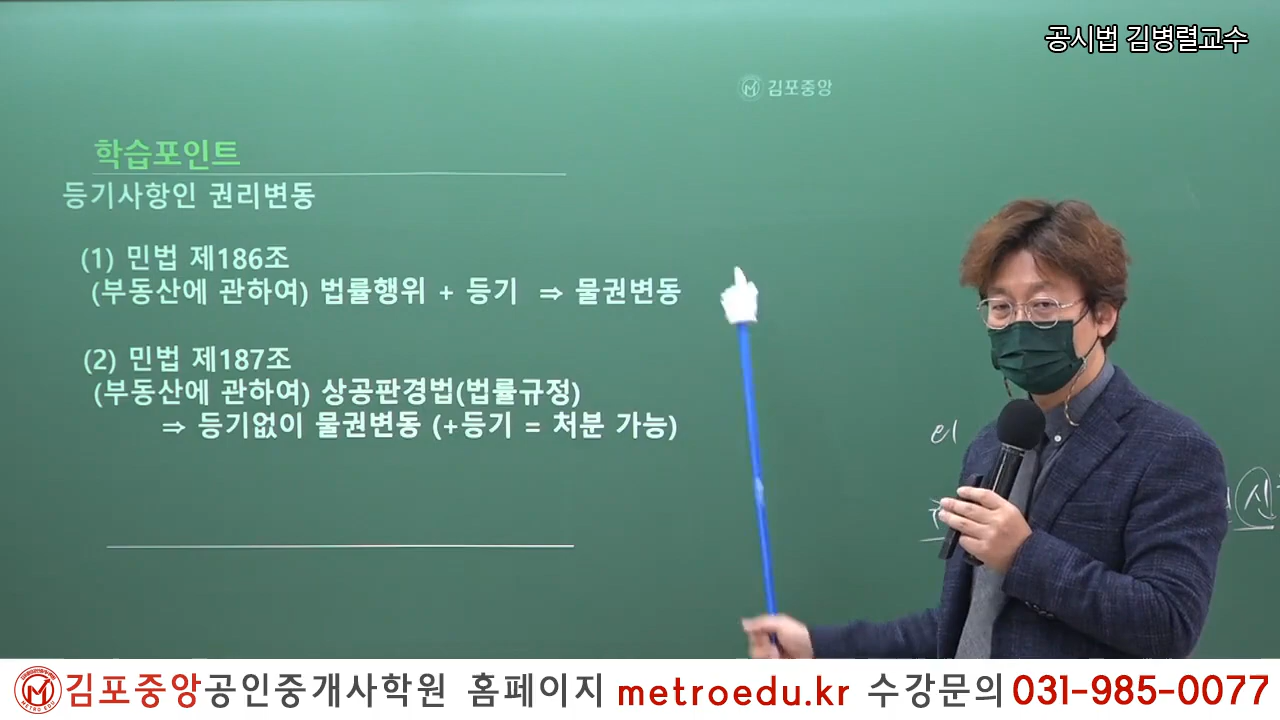 공시법 김병렬교수
김포중앙
학습포인트
등기사항인 권리변동
(1) 민법 제186조
(부동산에 관하여) 법률행위 + 등기 ⇒ 물권변동
(2) 민법 제187조
(부동산에 관하여) 상공판경법(법률규정)
⇒ 등기없이 물권변동 (+등기 = 처분 가능)
신
METRO EDU
김포중앙공인중개사학원 홈페이지 metroedu.kr 수강문의 031-985-0077